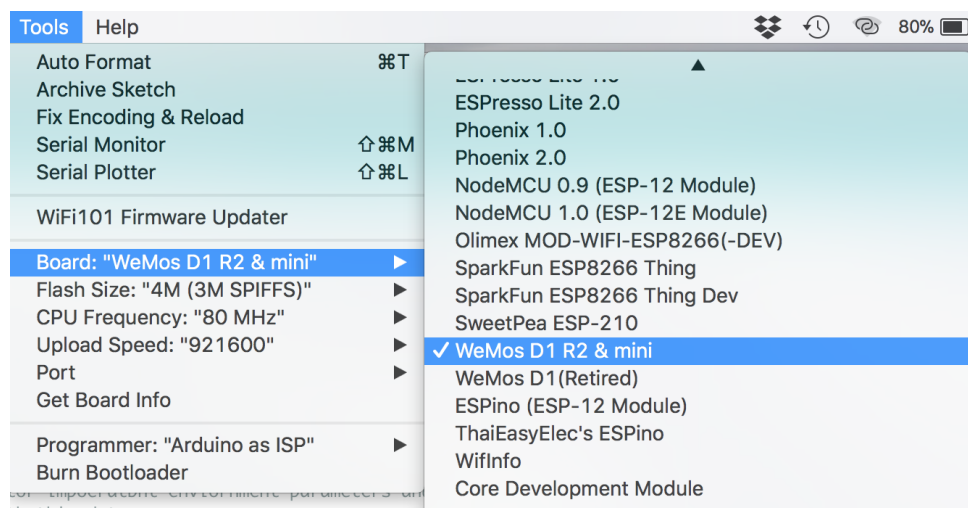 Tools Help 80%
Auto Format ⌘T
Archive Sketch
Fix Encoding & Reload
Serial Monitor ⇧⌘M
Serial Plotter ⇧⌘L
WiFi101 Firmware Updater
Board: "WeMos D1 R2 & mini"
Flash Size: "4M (3M SPIFFS)"
CPU Frequency: "80 MHz"
Upload Speed: "921600"
Port
Get Board Info
Programmer: "Arduino as ISP"
Burn Bootloader
ESPresso Lite 2.0
Phoenix 1.0
Phoenix 2.0
NodeMCU 0.9 (ESP-12 Module)
NodeMCU 1.0 (ESP-12E Module)
Olimex MOD-WIFI-ESP8266(-DEV)
SparkFun ESP8266 Thing
SparkFun ESP8266 Thing Dev
SweetPea ESP-210
✓ WeMos D1 R2 & mini
WeMos D1(Retired)
ESPino (ESP-12 Module)
ThaiEasyElec's ESPino
WifInfo
Core Development Module